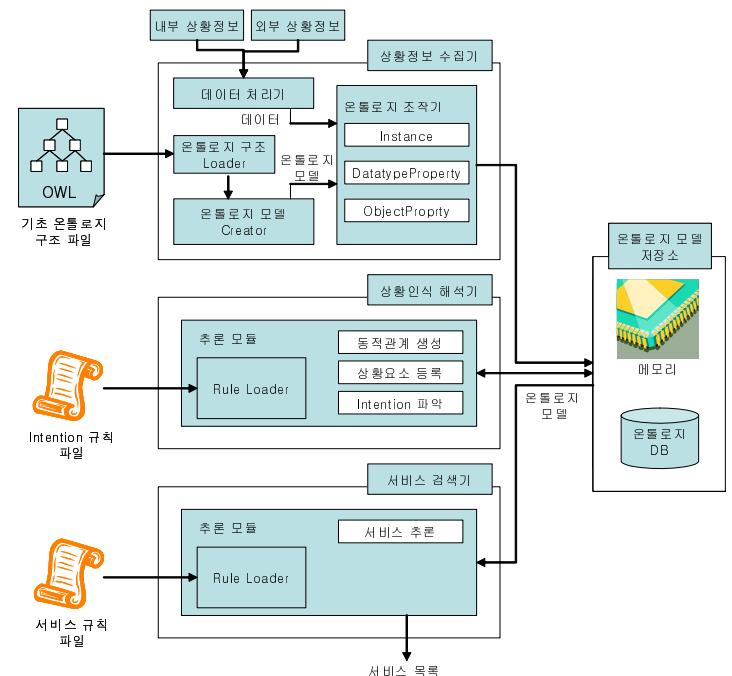 내부 상황정보
외부 상황정보
상황정보 수집기
데이터 처리기
데이터
온톨로지 조작기
Instance
DatatypeProperty
ObjectProprty
온톨로지 구조
Loader
온톨로지
모델
온톨로지 모델
Creator
OWL
기초 온톨로지
구조 파일
온톨로지 모델
저장소
메모리
온톨로지
DB
상황인식 해석기
추론 모듈
Rule Loader
동적관계 생성
상황요소 등록
Intention 파악
Intention 규칙
파일
온톨로지
모델
서비스 검색기
추론 모듈
Rule Loader
서비스 추론
서비스 규칙
파일
서비스 목록